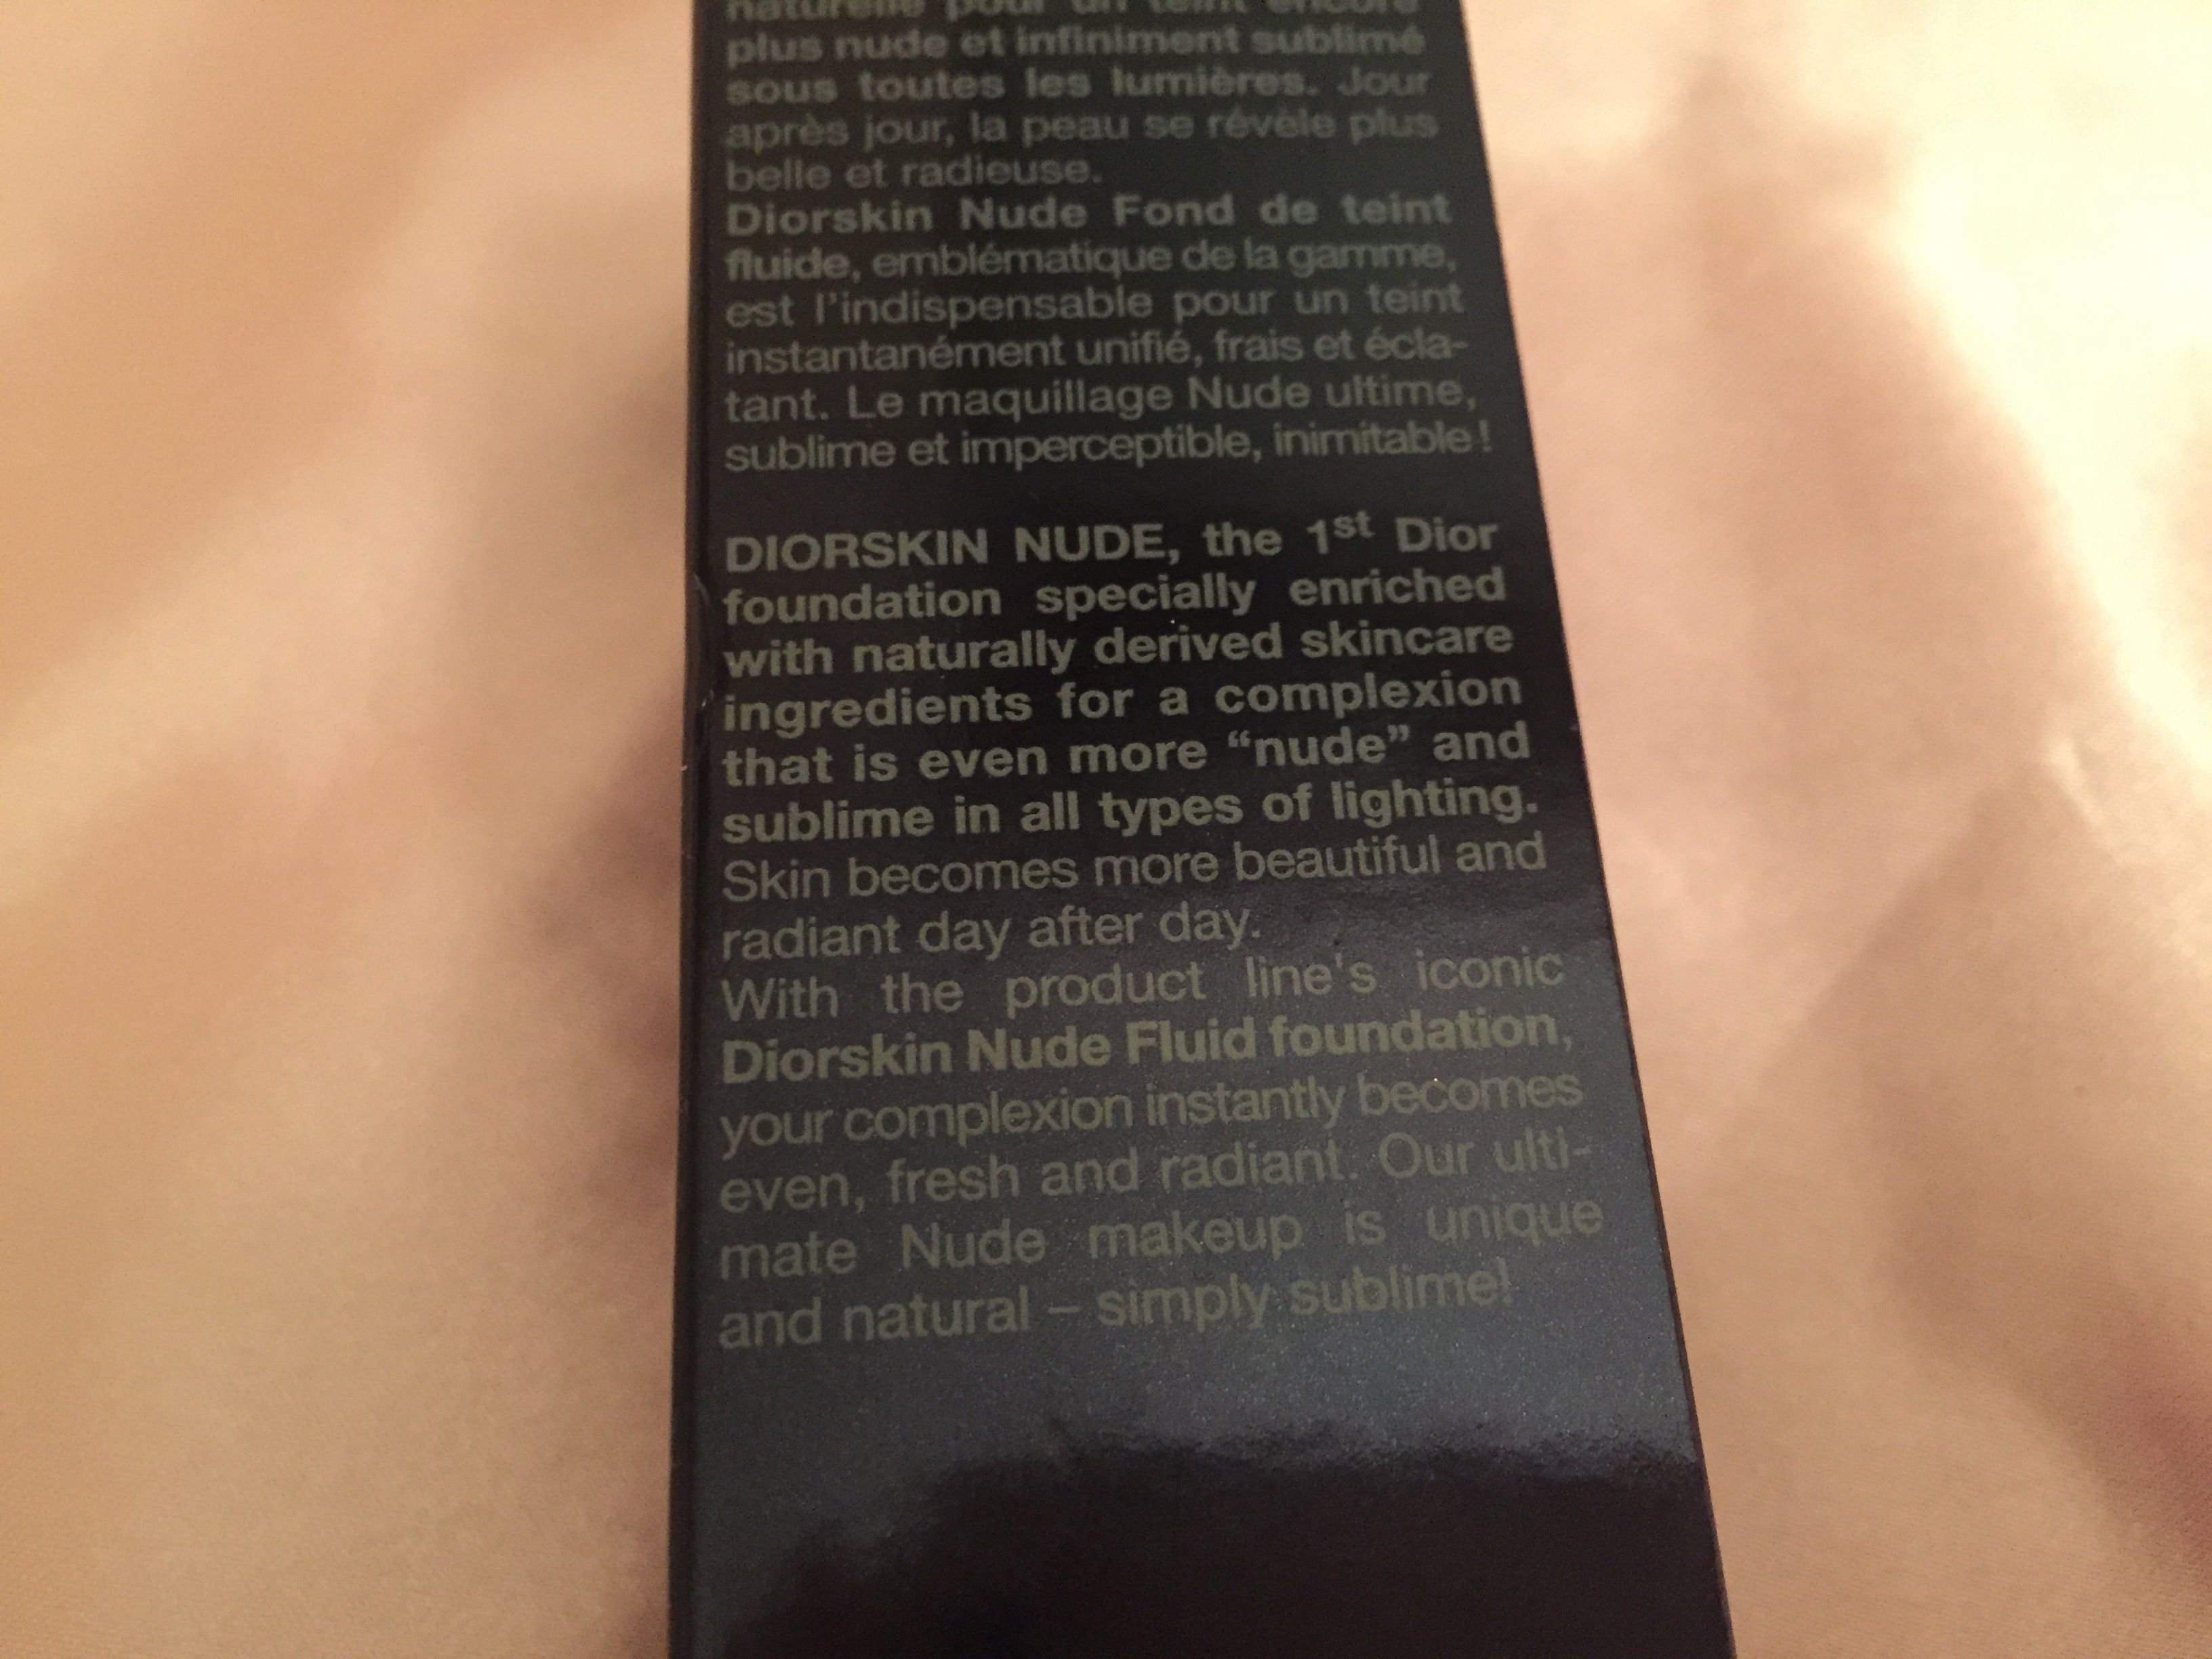 naturelle pour un teint encore
plus nude et infiniment sublimé
sous toutes les lumières. Jour
après jour, la peau se révèle plus
belle et radieuse.
Diorskin Nude Fond de teint
fluide, emblématique de la gamme,
est l'indispensable pour un teint
instantanément unifié, frais et écla-
tant. Le maquillage Nude ultime,
sublime et imperceptible, inimitable!
DIORSKIN NUDE, the 1st Dior
foundation specially enriched
with naturally derived skincare
ingredients for a complexion
that is even more “nude” and
sublime in all types of lighting.
Skin becomes more beautiful and
radiant day after day.
With the product line's iconic
Diorskin Nude Fluid foundation,
your complexion instantly becomes
even, fresh and radiant. Our ulti-
mate Nude makeup is unique
and natural – simply sublime!